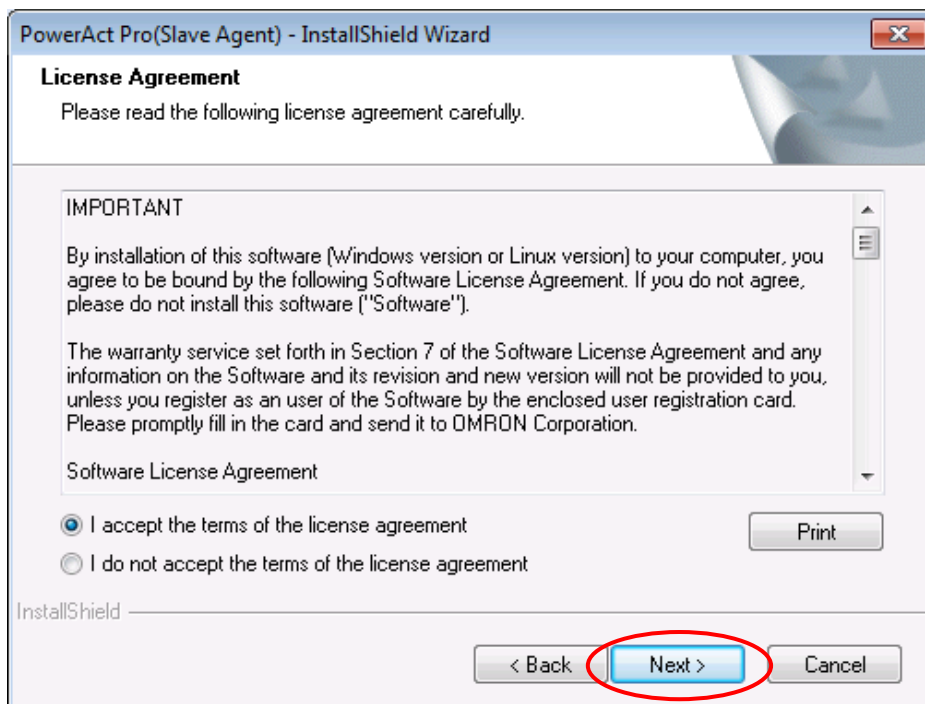 PowerAct Pro(Slave Agent) - InstallShield Wizard
License Agreement
Please read the following license agreement carefully.
IMPORTANT
By installation of this software (Windows version or Linux version) to your computer, you
agree to be bound by the following Software License Agreement. If you do not agree,
please do not install this software ("Software").
The warranty service set forth in Section 7 of the Software License Agreement and any
information on the Software and its revision and new version will not be provided to you,
unless you register as an user of the Software by the enclosed user registration card.
Please promptly fill in the card and send it to OMRON Corporation.
Software License Agreement
I accept the terms of the license agreement
Print
I do not accept the terms of the license agreement
InstallShield
< Back
Next >
Cancel